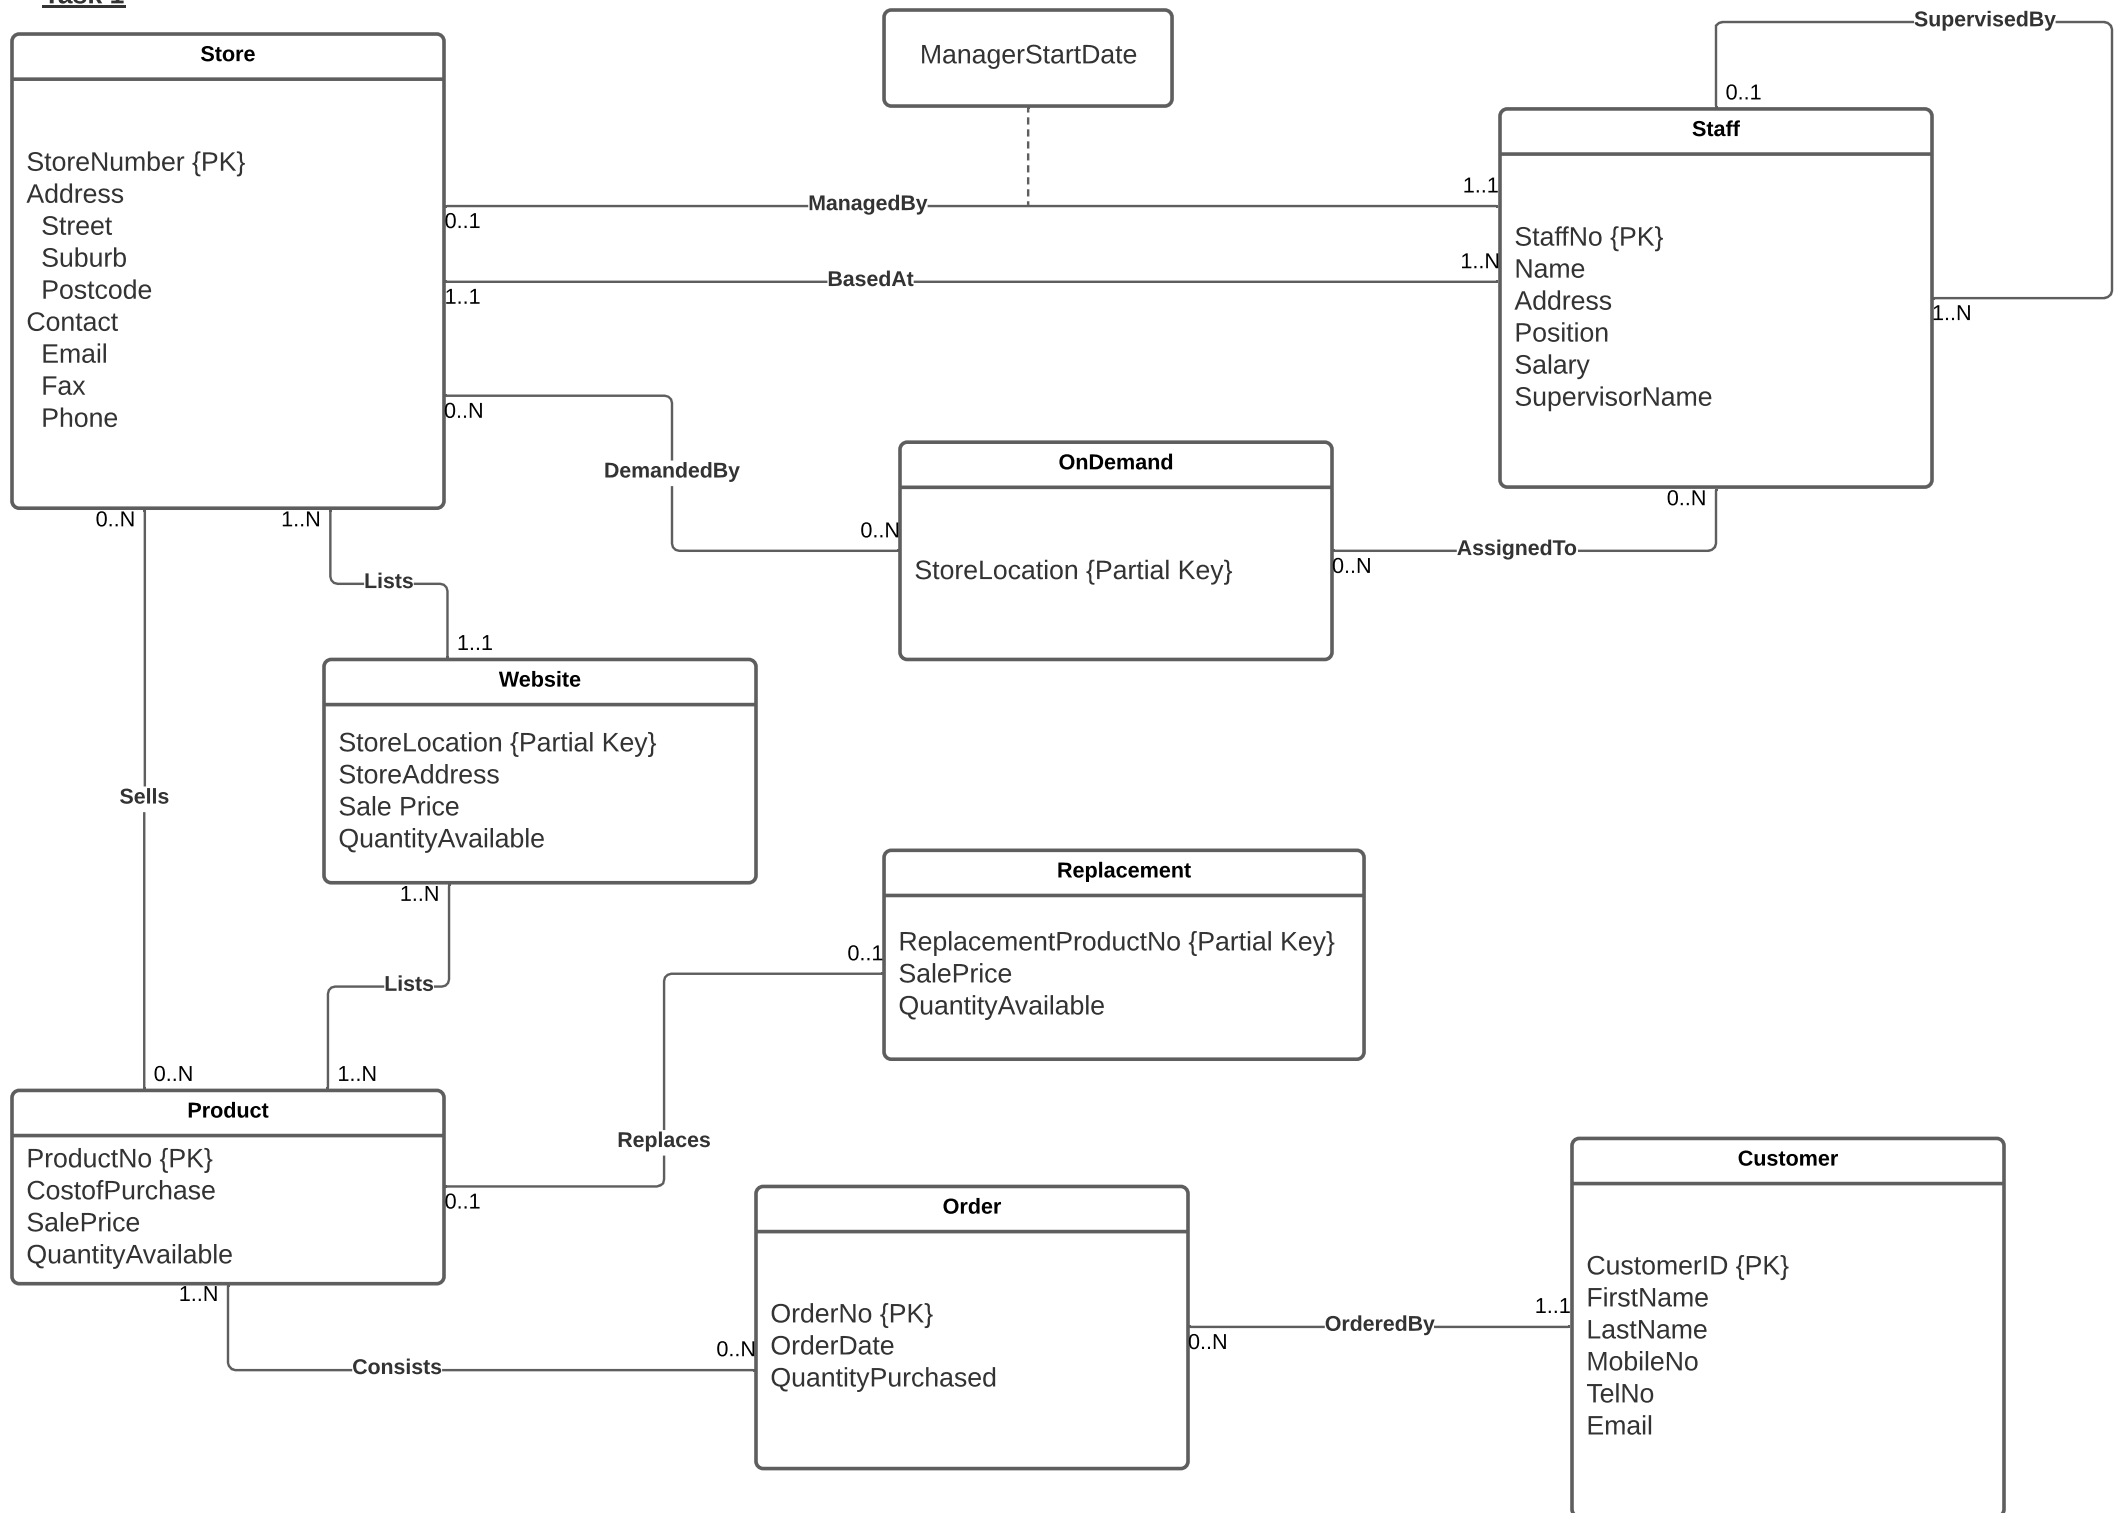 Task 1
Store
StoreNumber {PK}
Address
Street
Suburb
Postcode
Contact
Email
Fax
Phone
ManagerStartDate
SupervisedBy
0..1
Staff
StaffNo {PK}
Name
Address
Position
Salary
SupervisorName
1..N
ManagedBy
0..1
1..1
BasedAt
1..1
1..N
0..N
DemandedBy
0..N
OnDemand
StoreLocation {Partial Key}
0..N
AssignedTo
0..N
0..N
1..N
Lists
1..1
Website
StoreLocation {Partial Key}
StoreAddress
Sale Price
QuantityAvailable
Sells
1..N
Lists
0..N
1..N
Replacement
ReplacementProductNo {Partial Key}
SalePrice
QuantityAvailable
0..1
Replaces
0..1
Product
ProductNo {PK}
CostofPurchase
SalePrice
QuantityAvailable
1..N
Consists
0..N
Order
OrderNo {PK}
OrderDate
QuantityPurchased
0..N
OrderedBy
1..1
Customer
CustomerID {PK}
FirstName
LastName
MobileNo
TelNo
Email